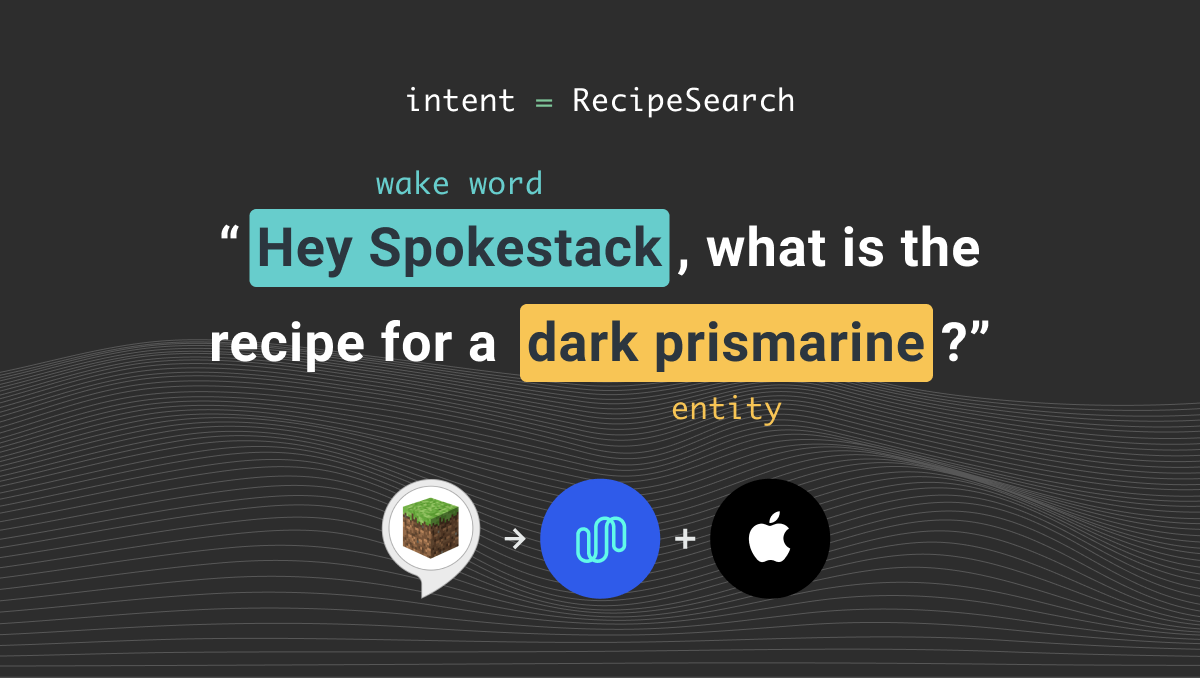 intent = RecipeSearch
wake word
“Hey Spokestack, what is the
recipe for a dark prismarine?”
entity